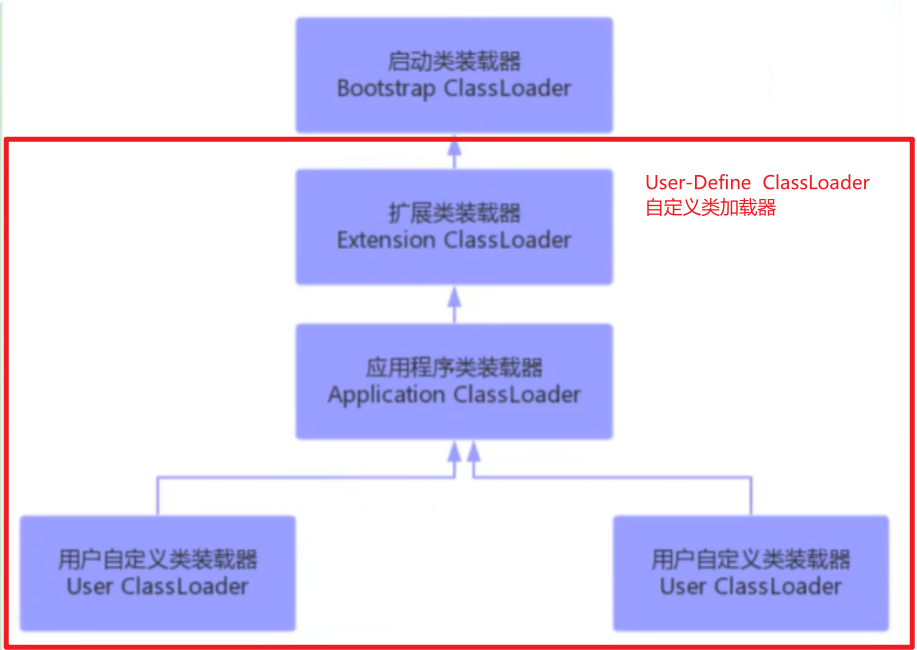 启动类装载器
Bootstrap ClassLoader
User-Define ClassLoader
自定义类加载器
扩展类装载器
Extension ClassLoader
应用程序类装载器
Application ClassLoader
用户自定义类装载器
User ClassLoader
用户自定义类装载器
User ClassLoader